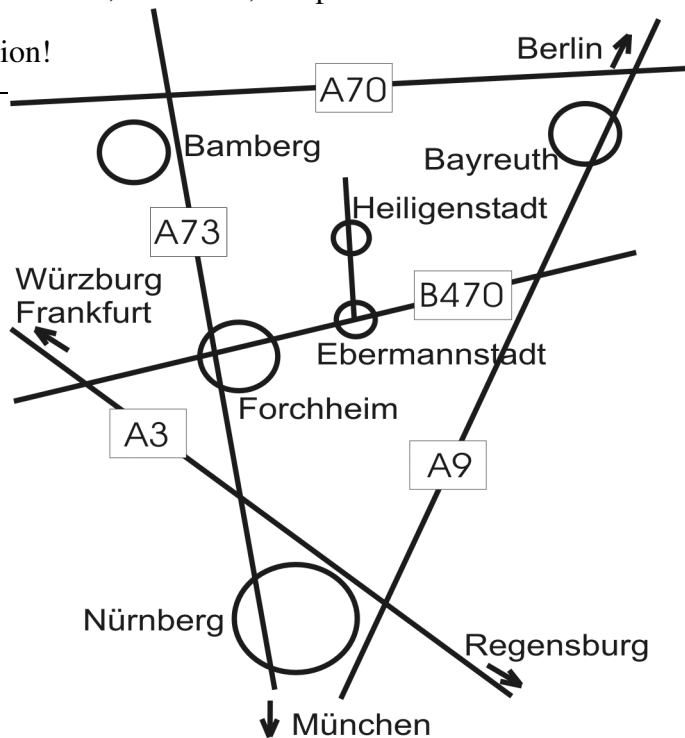 ion!
Berlin
A70
Bamberg
Bayreuth
Heiligenstadt
A73
Würzburg
Frankfurt
B470
Ebermannstadt
Forchheim
A3
A9
Nürnberg
Regensburg
München